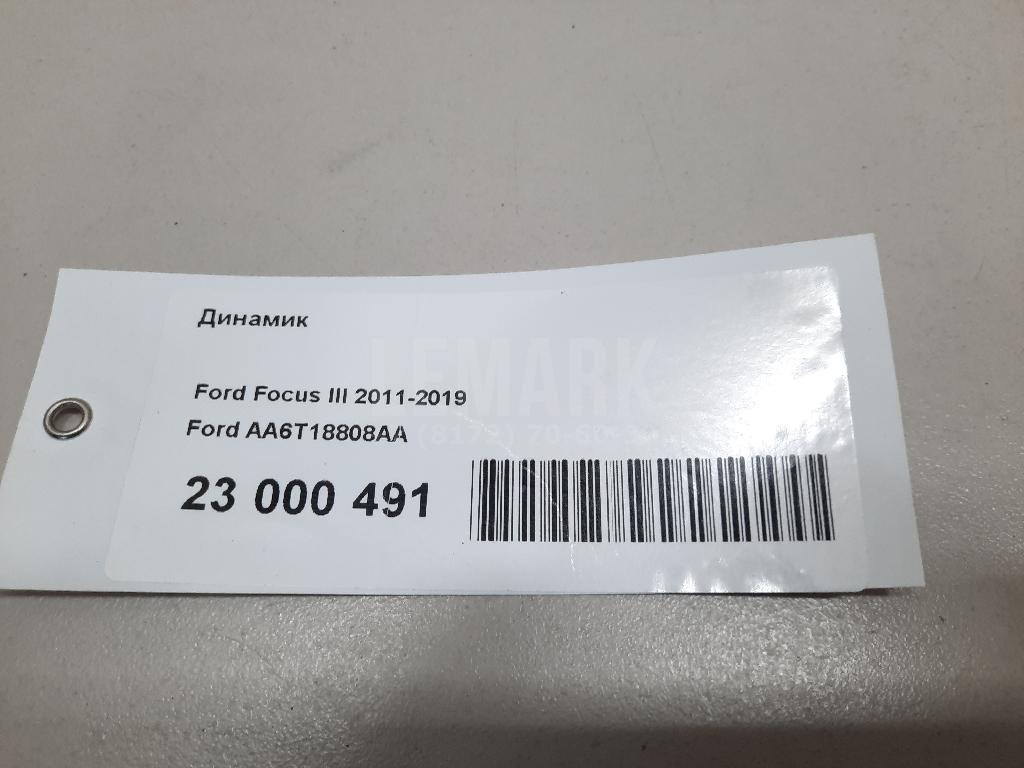 Динамик
LEMARK
Ford Focus III 2011-2019
Ford AA6T18808AA
23 000 491